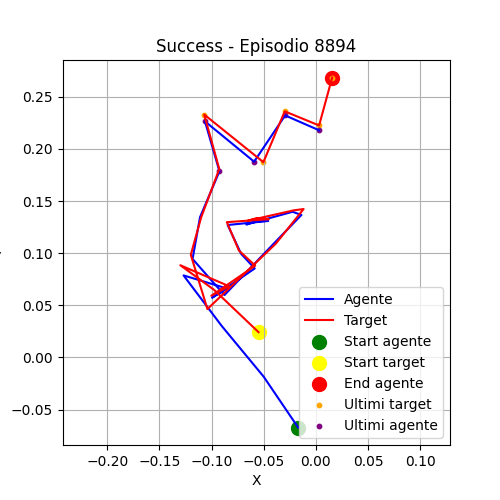 Success - Episodio 8894
0.25
0.20
0.15
0.10
0.05
0.00
−0.05
−0.20
−0.15
−0.10
−0.05
0.00
0.05
0.10
X
Agente
Target
Start agente
Start target
End agente
Ultimi target
Ultimi agente